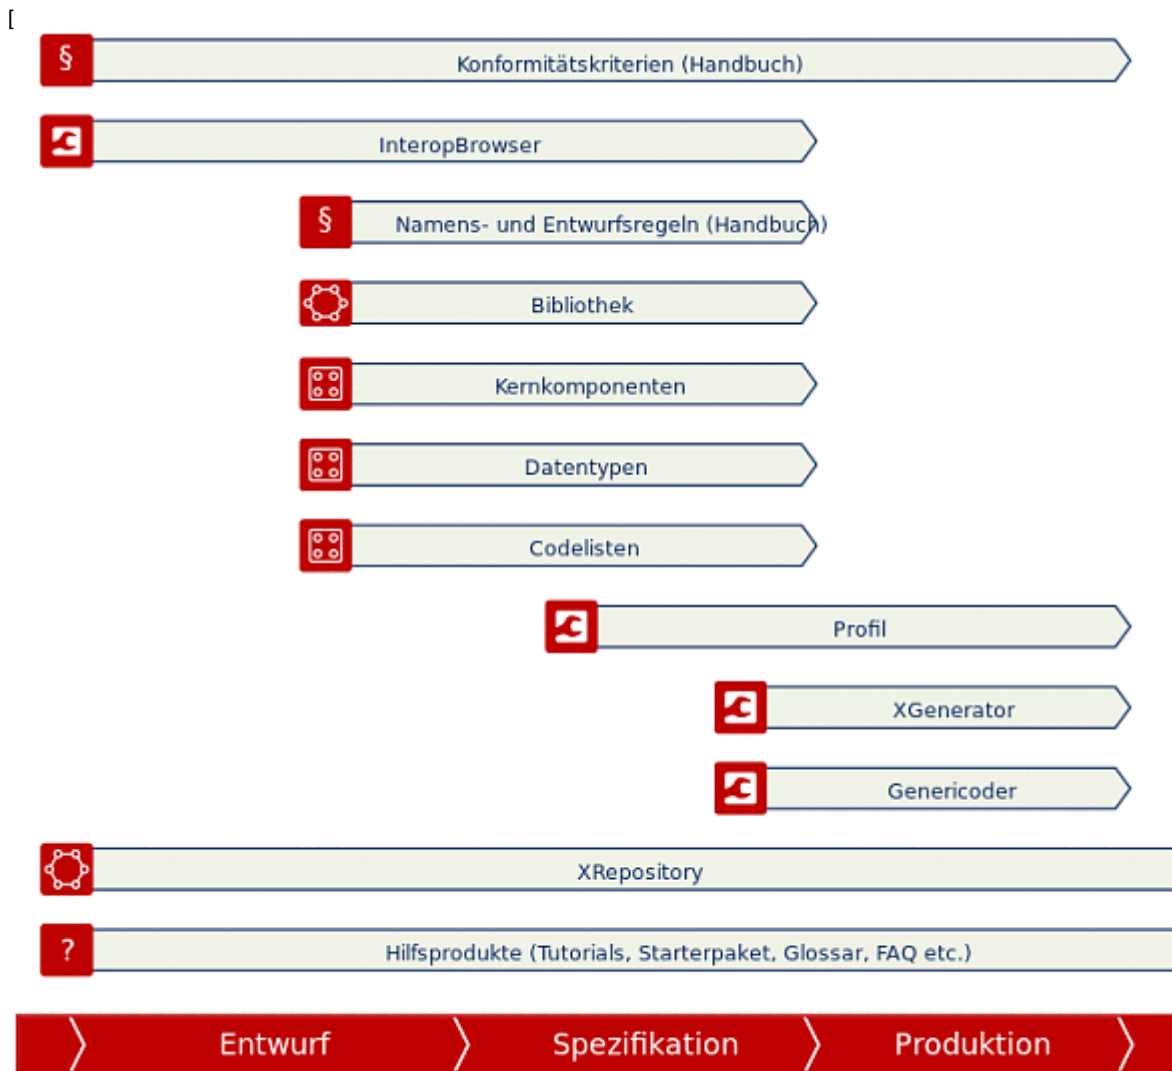 [
§ Konformitätskriterien (Handbuch)
InteropBrowser
§ Namens- und Entwurfsregeln (Handbuch)
Bibliothek
Kernkomponenten
Datentypen
Codelisten
Profil
XGenerator
Genericoder
XRepository
? Hilfsprodukte (Tutorials, Starterpaket, Glossar, FAQ etc.)
Entwurf Spezifikation Produktion